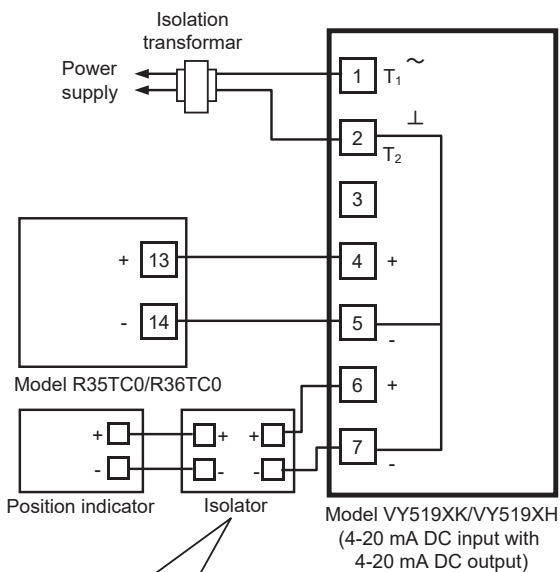 Isolation
transformar
Power
supply
1 T₁ ~
2 T₂ ⊥
3
+ 13
4 +
- 14
5 -
Model R35TC0/R36TC0
6 +
+ + +
7 -
- - -
Position indicator
Isolator
Model VY519XK/VY519XH
(4-20 mA DC input with
4-20 mA DC output)